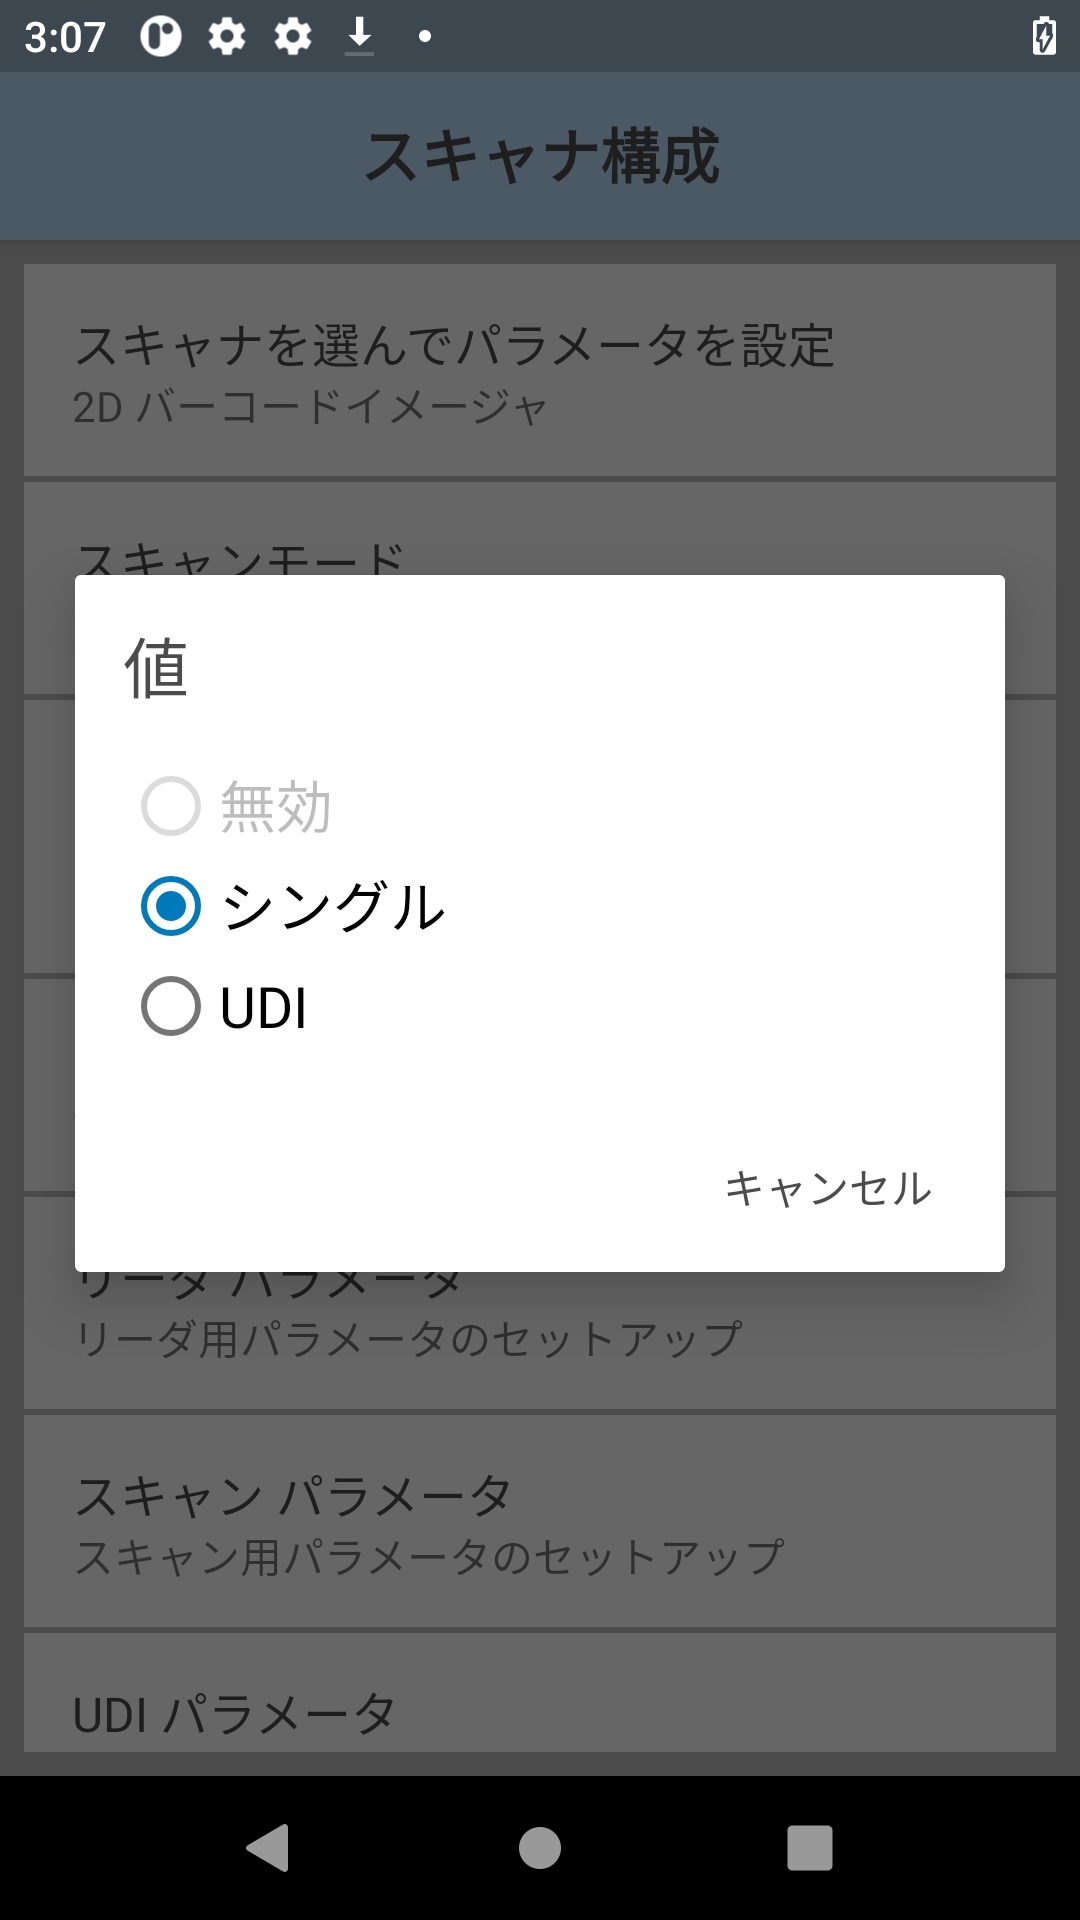 3:07
スキャナ構成
スキャナを選んでパラメータを設定
2D バーコードイメージャ
スキャンモード
値
無効
シングル
UDI
キャンセル
リーダ パラメータ
リーダ用パラメータのセットアップ
スキャン パラメータ
スキャン用パラメータのセットアップ
UDI パラメータ